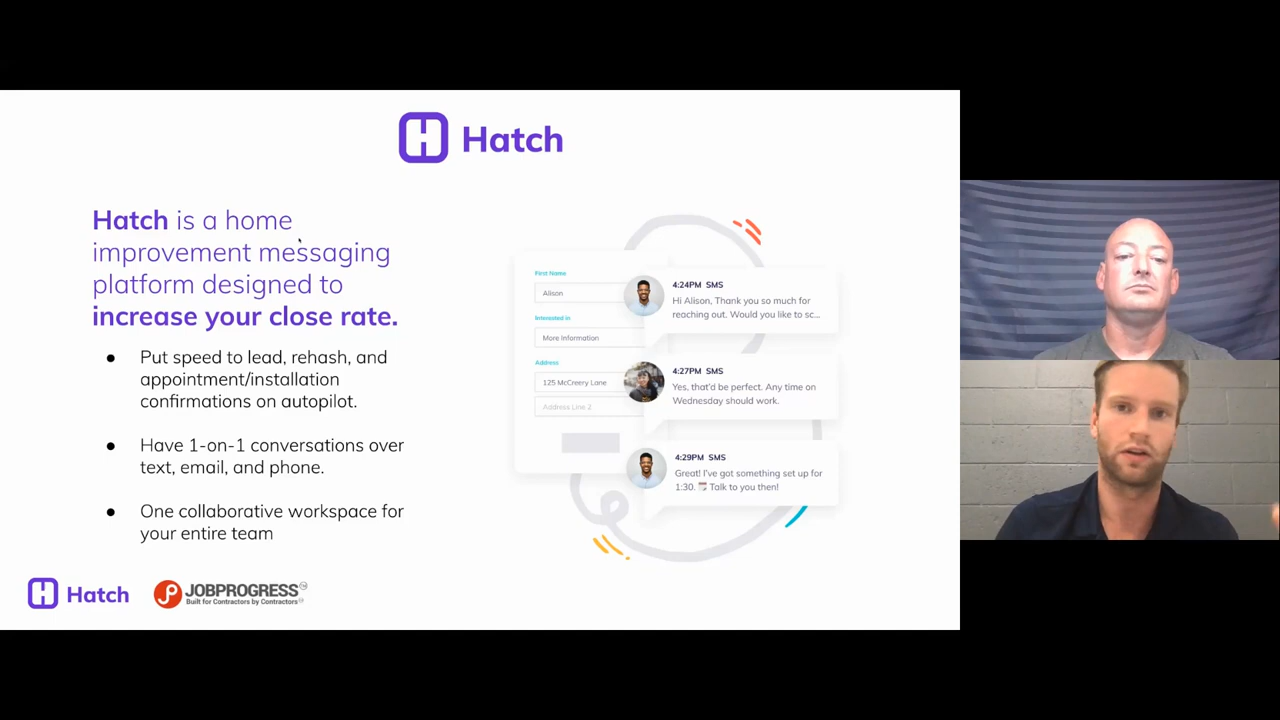 Hatch
Hatch is a home
improvement messaging
platform designed to
increase your close rate.
● Put speed to lead, rehash, and
appointment/installation
confirmations on autopilot.
● Have 1-on-1 conversations over
text, email, and phone.
● One collaborative workspace for
your entire team
First Name
Alison
Interested in
More Information
Address
125 McCreery Lane
Address Line 2
4:24PM SMS
Hi Alison, Thank you so much for
reaching out. Would you like to sc...
4:27PM SMS
Yes, that'd be perfect. Any time on
Wednesday should work.
4:29PM SMS
Great! I've got something set up for
1:30. 📅 Talk to you then!
Hatch
JOBPROGRESS
Built for Contractors by Contractors